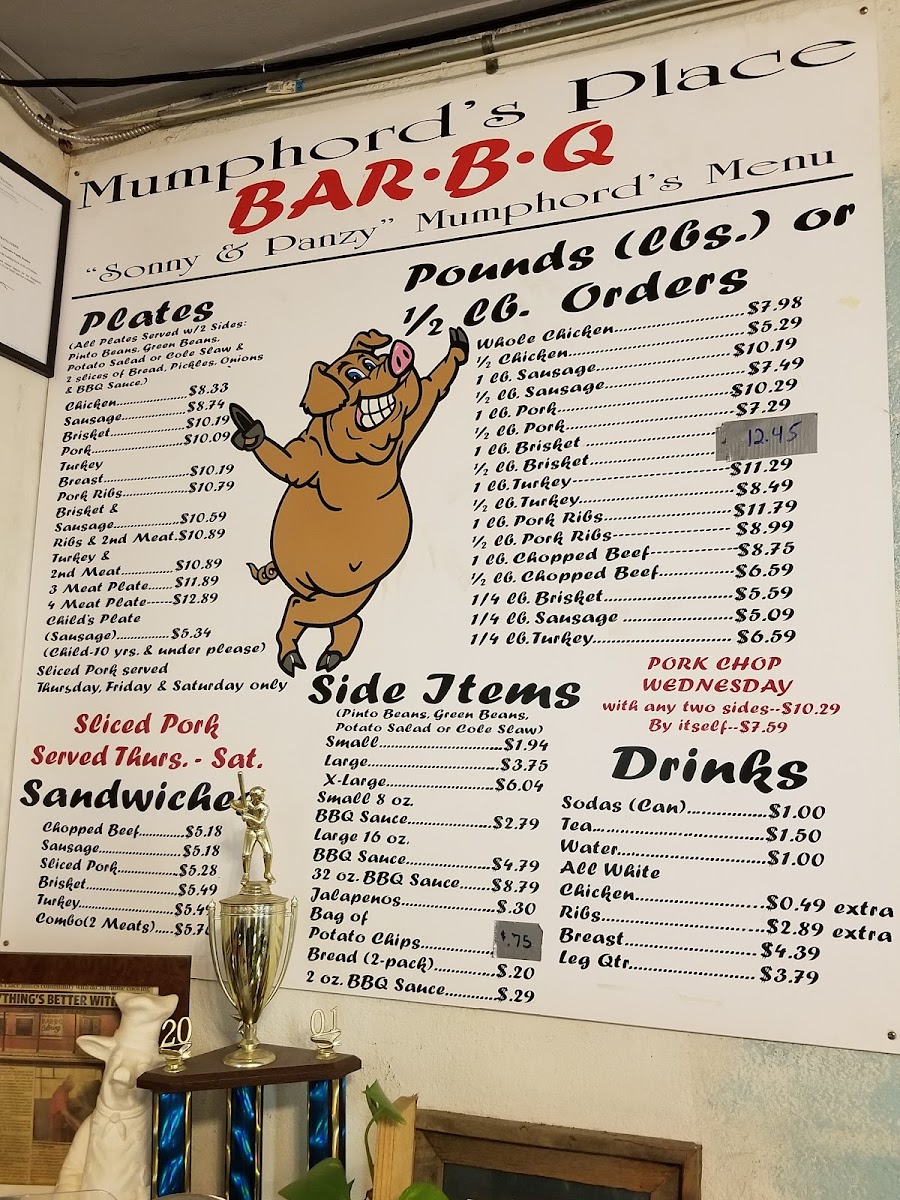 Mumphord's Place
BAR·B·Q
"Sonny & Panzy" Mumphord's Menu
Plates
(All Plates Served w/2 Sides:
Pinto Beans, Green Beans,
Potato Salad or Cole Slaw &
2 slices of Bread, Pickles, Onions
& BBQ Sauce.)
Chicken....................$8.33
Sausage...................$8.74
Brisket.....................$10.19
Pork..........................$10.09
Turkey
Breast.......................$10.19
Pork Ribs.................$10.79
Brisket &
Sausage................$10.59
Ribs & 2nd Meat.$10.89
Turkey &
2nd Meat.............$10.89
3 Meat Plate......$11.89
4 Meat Plate------$12.89
Child's Plate
(Sausage)..............$5.34
(Child-10 yrs. & under please)
Sliced Pork served
Thursday, Friday & Saturday only
Sliced Pork
Served Thurs. - Sat.
Sandwiche
Chopped Beef............$5.18
Sausage.....................$5.18
Sliced Pork.................$5.28
Brisket.......................$5.49
Turkey........................$5.49
Combo(2 Meats).....$5.7
Pounds (lbs.) or
½ lb. Orders
Whole Chicken..........................$7.98
½ Chicken..................................$5.29
1 lb. Sausage............................$10.19
½ lb. Sausage............................$7.49
1 lb. Pork...................................$10.29
½ lb. Pork..................................$7.29
1 lb. Brisket ............................... 12.45
½ lb. Brisket..............................
1 lb.Turkey--------------------------$11.29
½ lb.Turkey...............................$8.49
1 lb. Pork Ribs..........................$11.79
½ lb. Pork Ribs-------------------$8.99
1 lb. Chopped Beef--------------$8.75
½ lb. Chopped Beef..............$6.59
1/4 lb. Brisket.........................$5.59
1/4 lb. Sausage ......................$5.09
1/4 lb.Turkey...........................$6.59
PORK CHOP
WEDNESDAY
with any two sides--$10.29
By itself--$7.59
Side Items
(Pinto Beans, Green Beans,
Potato Salad or Cole Slaw)
Small...........................$1.94
Large...........................$3.75
X-Large.......................$6.04
Small 8 oz.
BBQ Sauce..................$2.79
Large 16 oz.
BBQ Sauce..................$4.79
32 oz. BBQ Sauce......$8.79
Jalapenos...................$.30
Bag of
Potato Chips............... $.75
Bread (2-pack)............$.20
2 oz. BBQ Sauce..........$.29
Drinks
Sodas (Can)................$1.00
Tea...............................$1.50
Water...........................$1.00
All White
Chicken.......................$0.49 extra
Ribs.............................$2.89 extra
Breast..........................$4.39
Leg Qtr........................$3.79
YTHING'S BETTER WITH
20
01